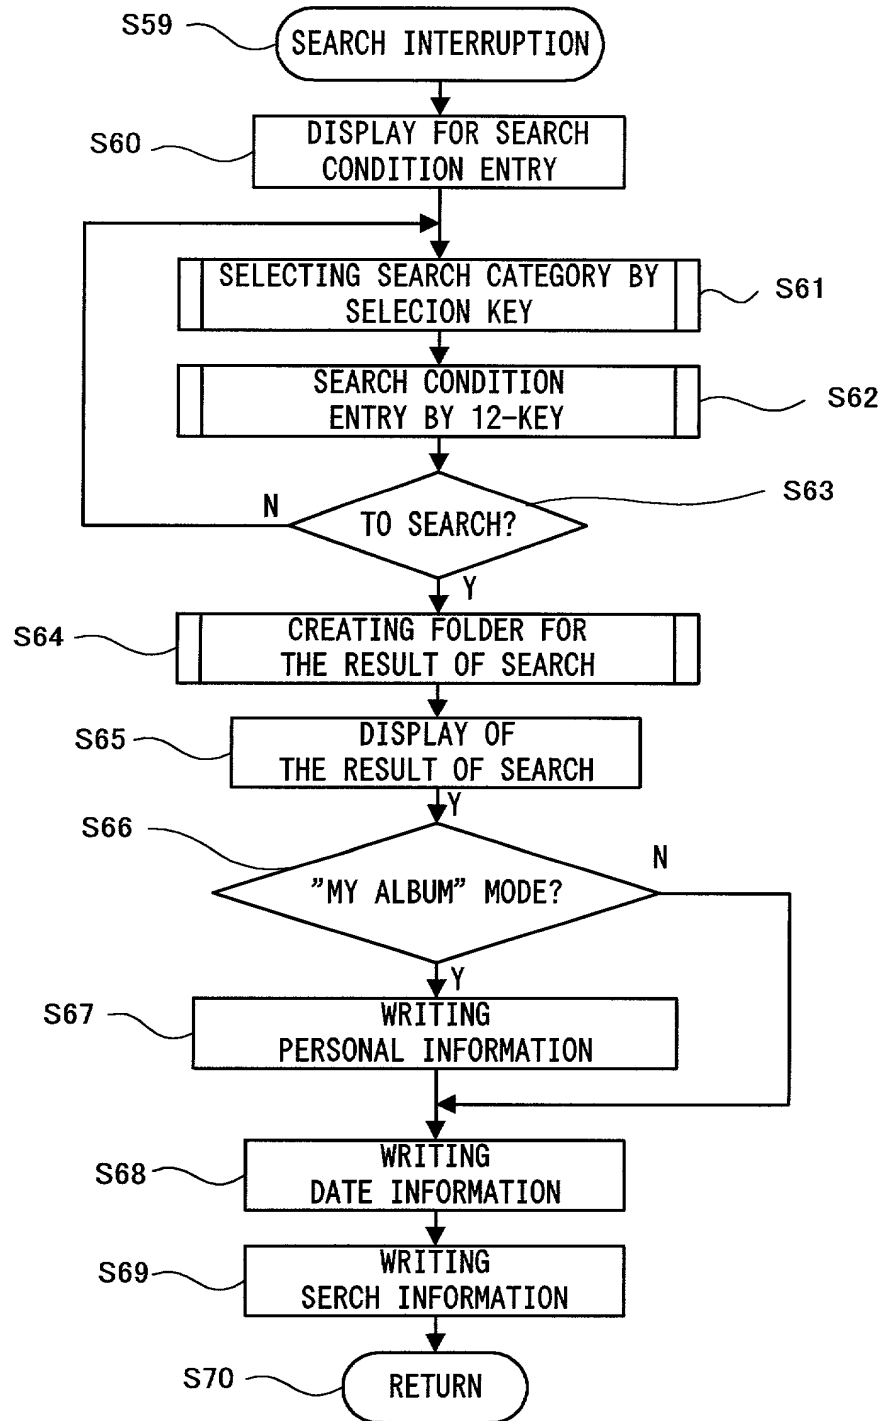 S59
SEARCH INTERRUPTION
S60
DISPLAY FOR SEARCH
CONDITION ENTRY
SELECTING SEARCH CATEGORY BY
SELECION KEY
S61
SEARCH CONDITION
ENTRY BY 12-KEY
S62
S63
N
TO SEARCH?
Y
S64
CREATING FOLDER FOR
THE RESULT OF SEARCH
S65
DISPLAY OF
THE RESULT OF SEARCH
Y
S66
N
"MY ALBUM" MODE?
Y
S67
WRITING
PERSONAL INFORMATION
S68
WRITING
DATE INFORMATION
S69
WRITING
SERCH INFORMATION
S70
RETURN